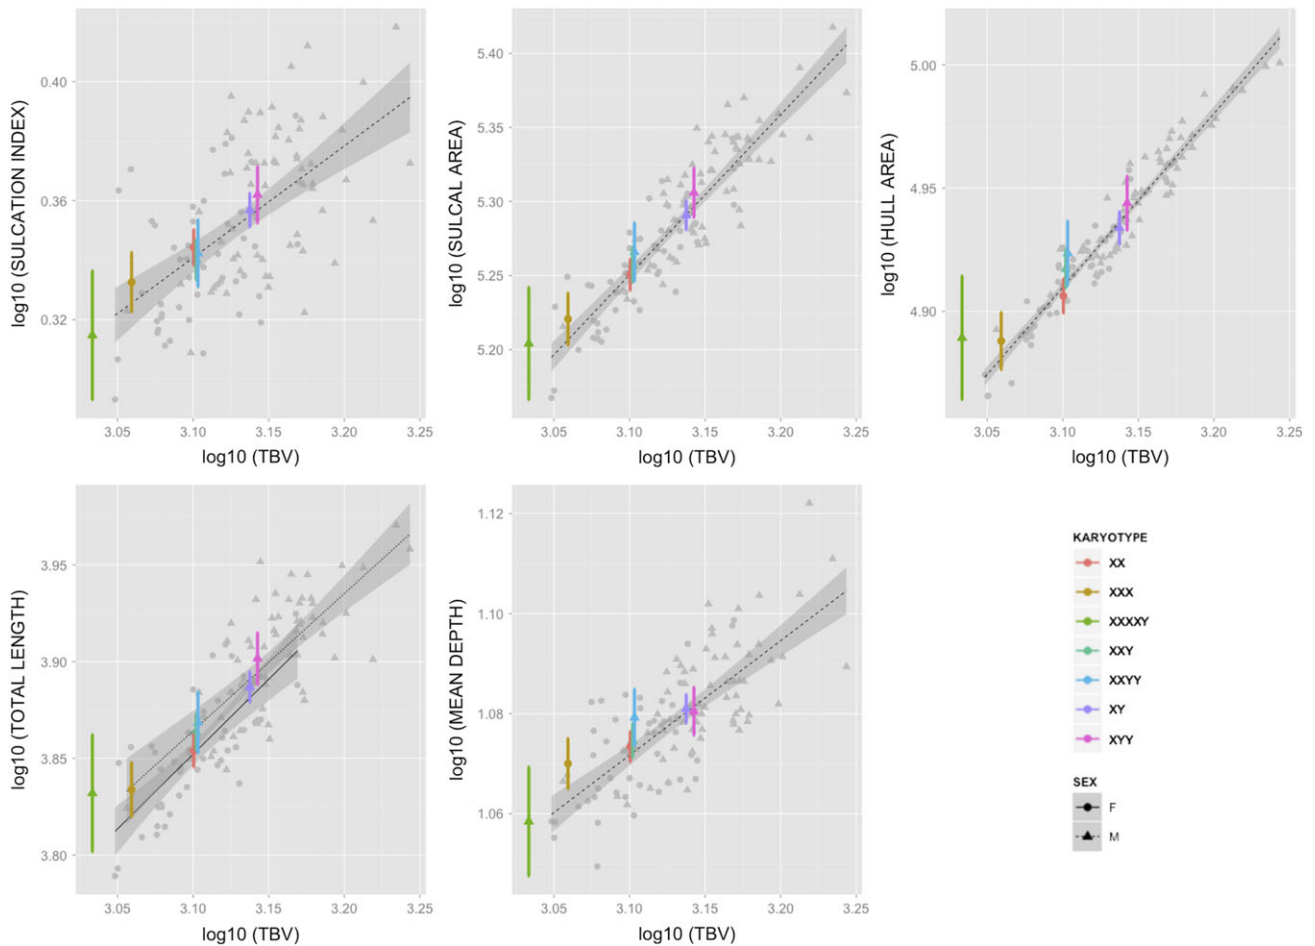 log10 (SULCATION INDEX)
0.40
0.36
0.32
3.05 3.10 3.15 3.20 3.25
log10 (TBV)
log10 (SULCAL AREA)
5.40
5.35
5.30
5.25
5.20
3.05 3.10 3.15 3.20 3.25
log10 (TBV)
log10 (HULL AREA)
5.00
4.95
4.90
3.05 3.10 3.15 3.20 3.25
log10 (TBV)
log10 (TOTAL LENGTH)
3.95
3.90
3.85
3.80
3.05 3.10 3.15 3.20 3.25
log10 (TBV)
log10 (MEAN DEPTH)
1.12
1.10
1.08
1.06
3.05 3.10 3.15 3.20 3.25
log10 (TBV)
KARYOTYPE
XX
XXX
XXXXY
XXY
XXYY
XY
XYY
SEX
F
M